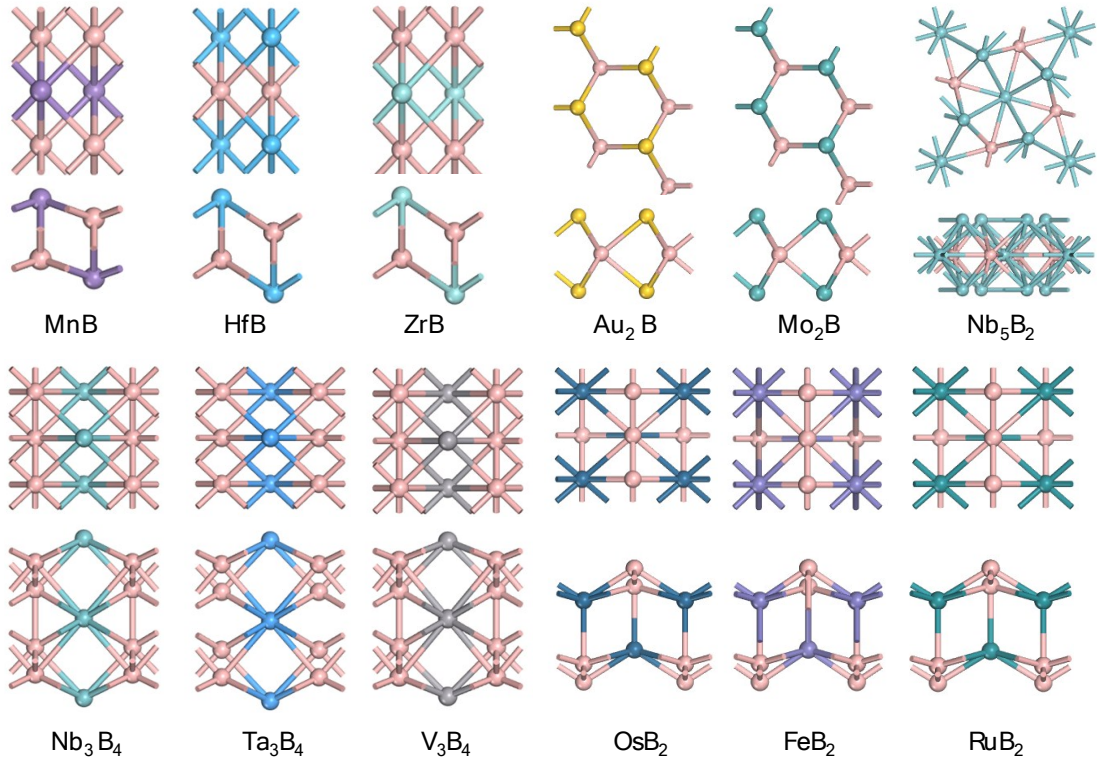 MnB HfB ZrB Au₂ B Mo₂B Nb₅B₂
Nb₃ B₄ Ta₃B₄ V₃B₄ OsB₂ FeB₂ RuB₂